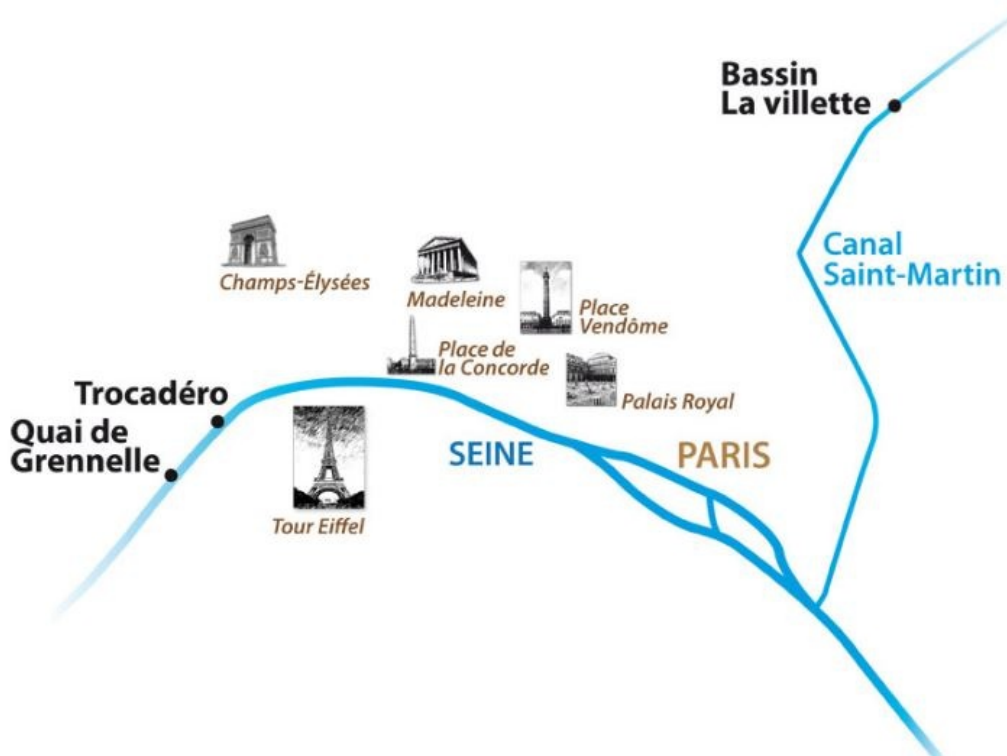 Bassin
La villette
Canal
Saint-Martin
Champs-Élysées
Madeleine
Place
Vendôme
Place de
la Concorde
Palais Royal
Trocadéro
Quai de
Grennelle
SEINE
PARIS
Tour Eiffel